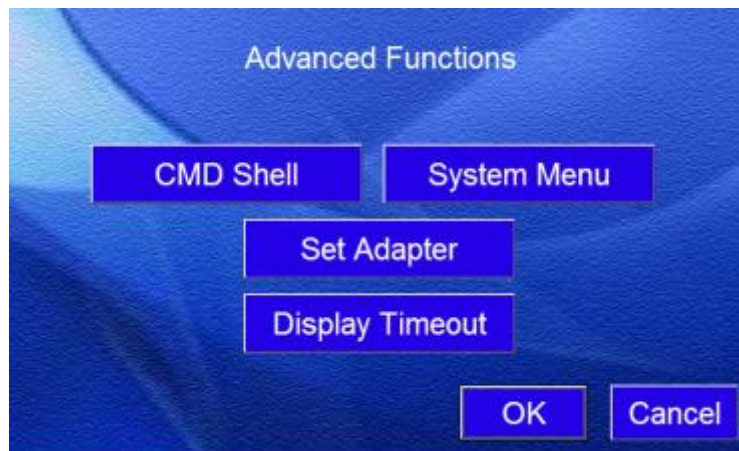 Advanced Functions
CMD Shell
System Menu
Set Adapter
Display Timeout
OK
Cancel